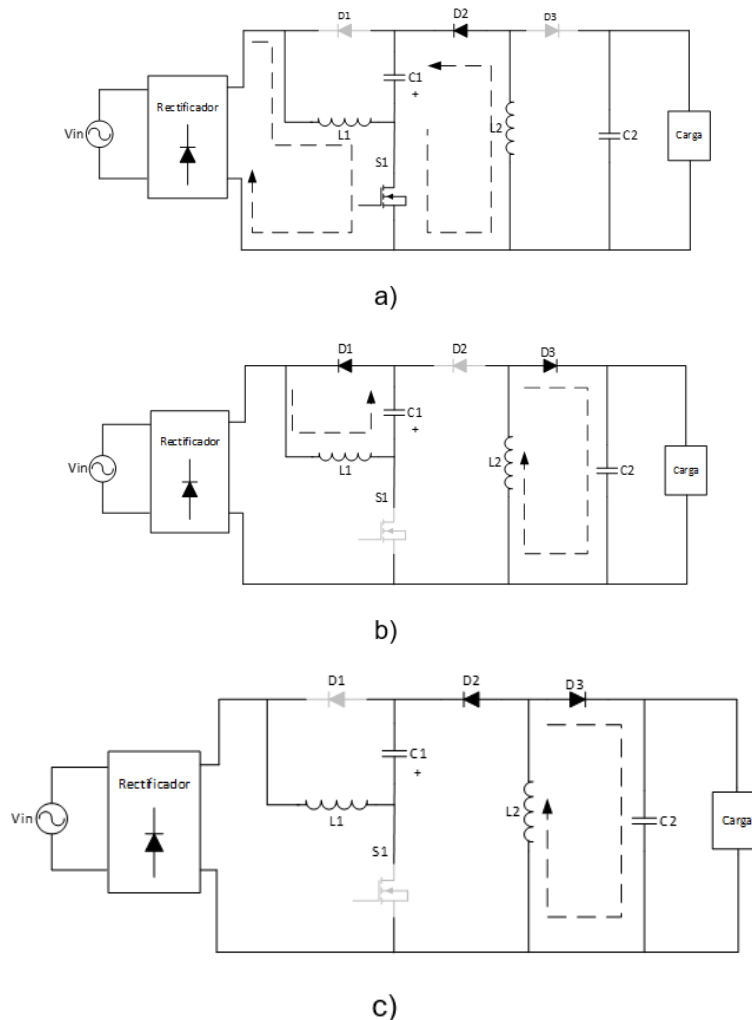 D1
D2
D3
Rectificador
C1
+
Vin
L1
L2
C2
Carga
S1
a)
D1
D2
D3
Rectificador
C1
+
Vin
L1
L2
C2
Carga
S1
b)
D1
D2
D3
Rectificador
C1
+
Vin
L1
L2
C2
Carga
S1
c)